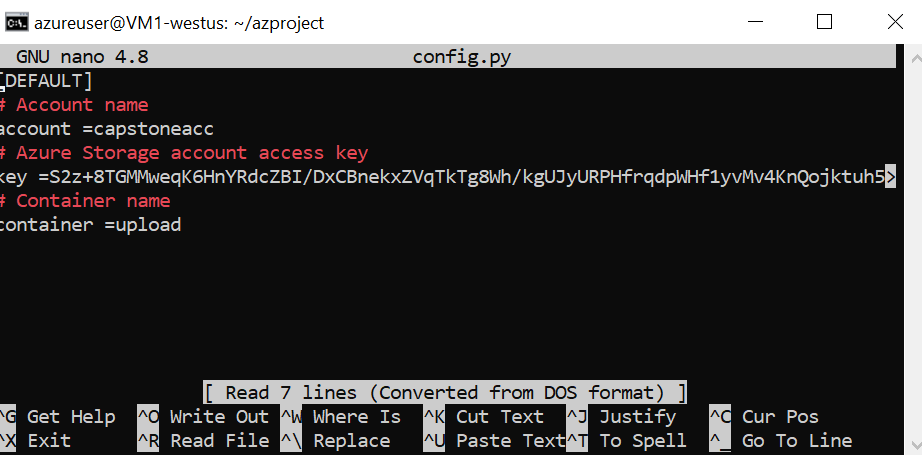 azureuser@VM1-westus: ~/azproject
GNU nano 4.8 config.py
[DEFAULT]
# Account name
account =capstoneacc
# Azure Storage account access key
key =S2z+8TGMMweqK6HnYRdcZBI/DxCBnekxZVqTkTg8Wh/kgUJyURPHfrqdpWHf1yvMv4KnQojktuh5>
# Container name
container =upload
[ Read 7 lines (Converted from DOS format) ]
^G Get Help ^O Write Out ^W Where Is ^K Cut Text ^J Justify ^C Cur Pos
^X Exit ^R Read File ^\ Replace ^U Paste Text ^T To Spell ^_ Go To Line